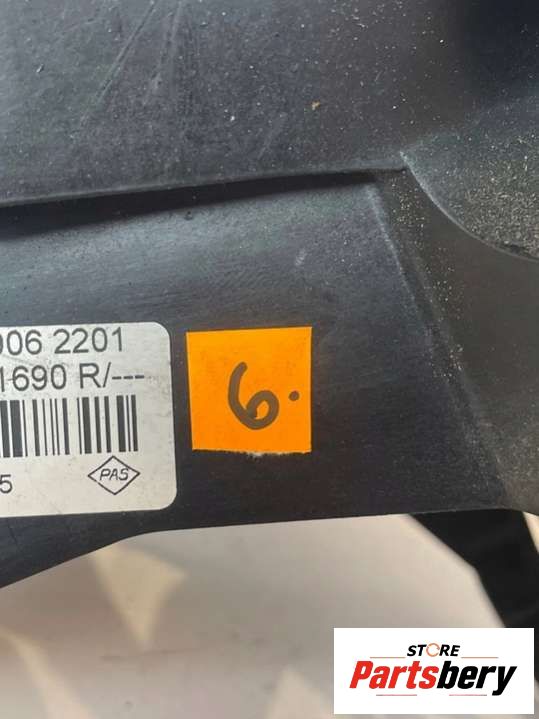 006 2201
1690 R/---
5
PAS
6.
STORE
Partsbery